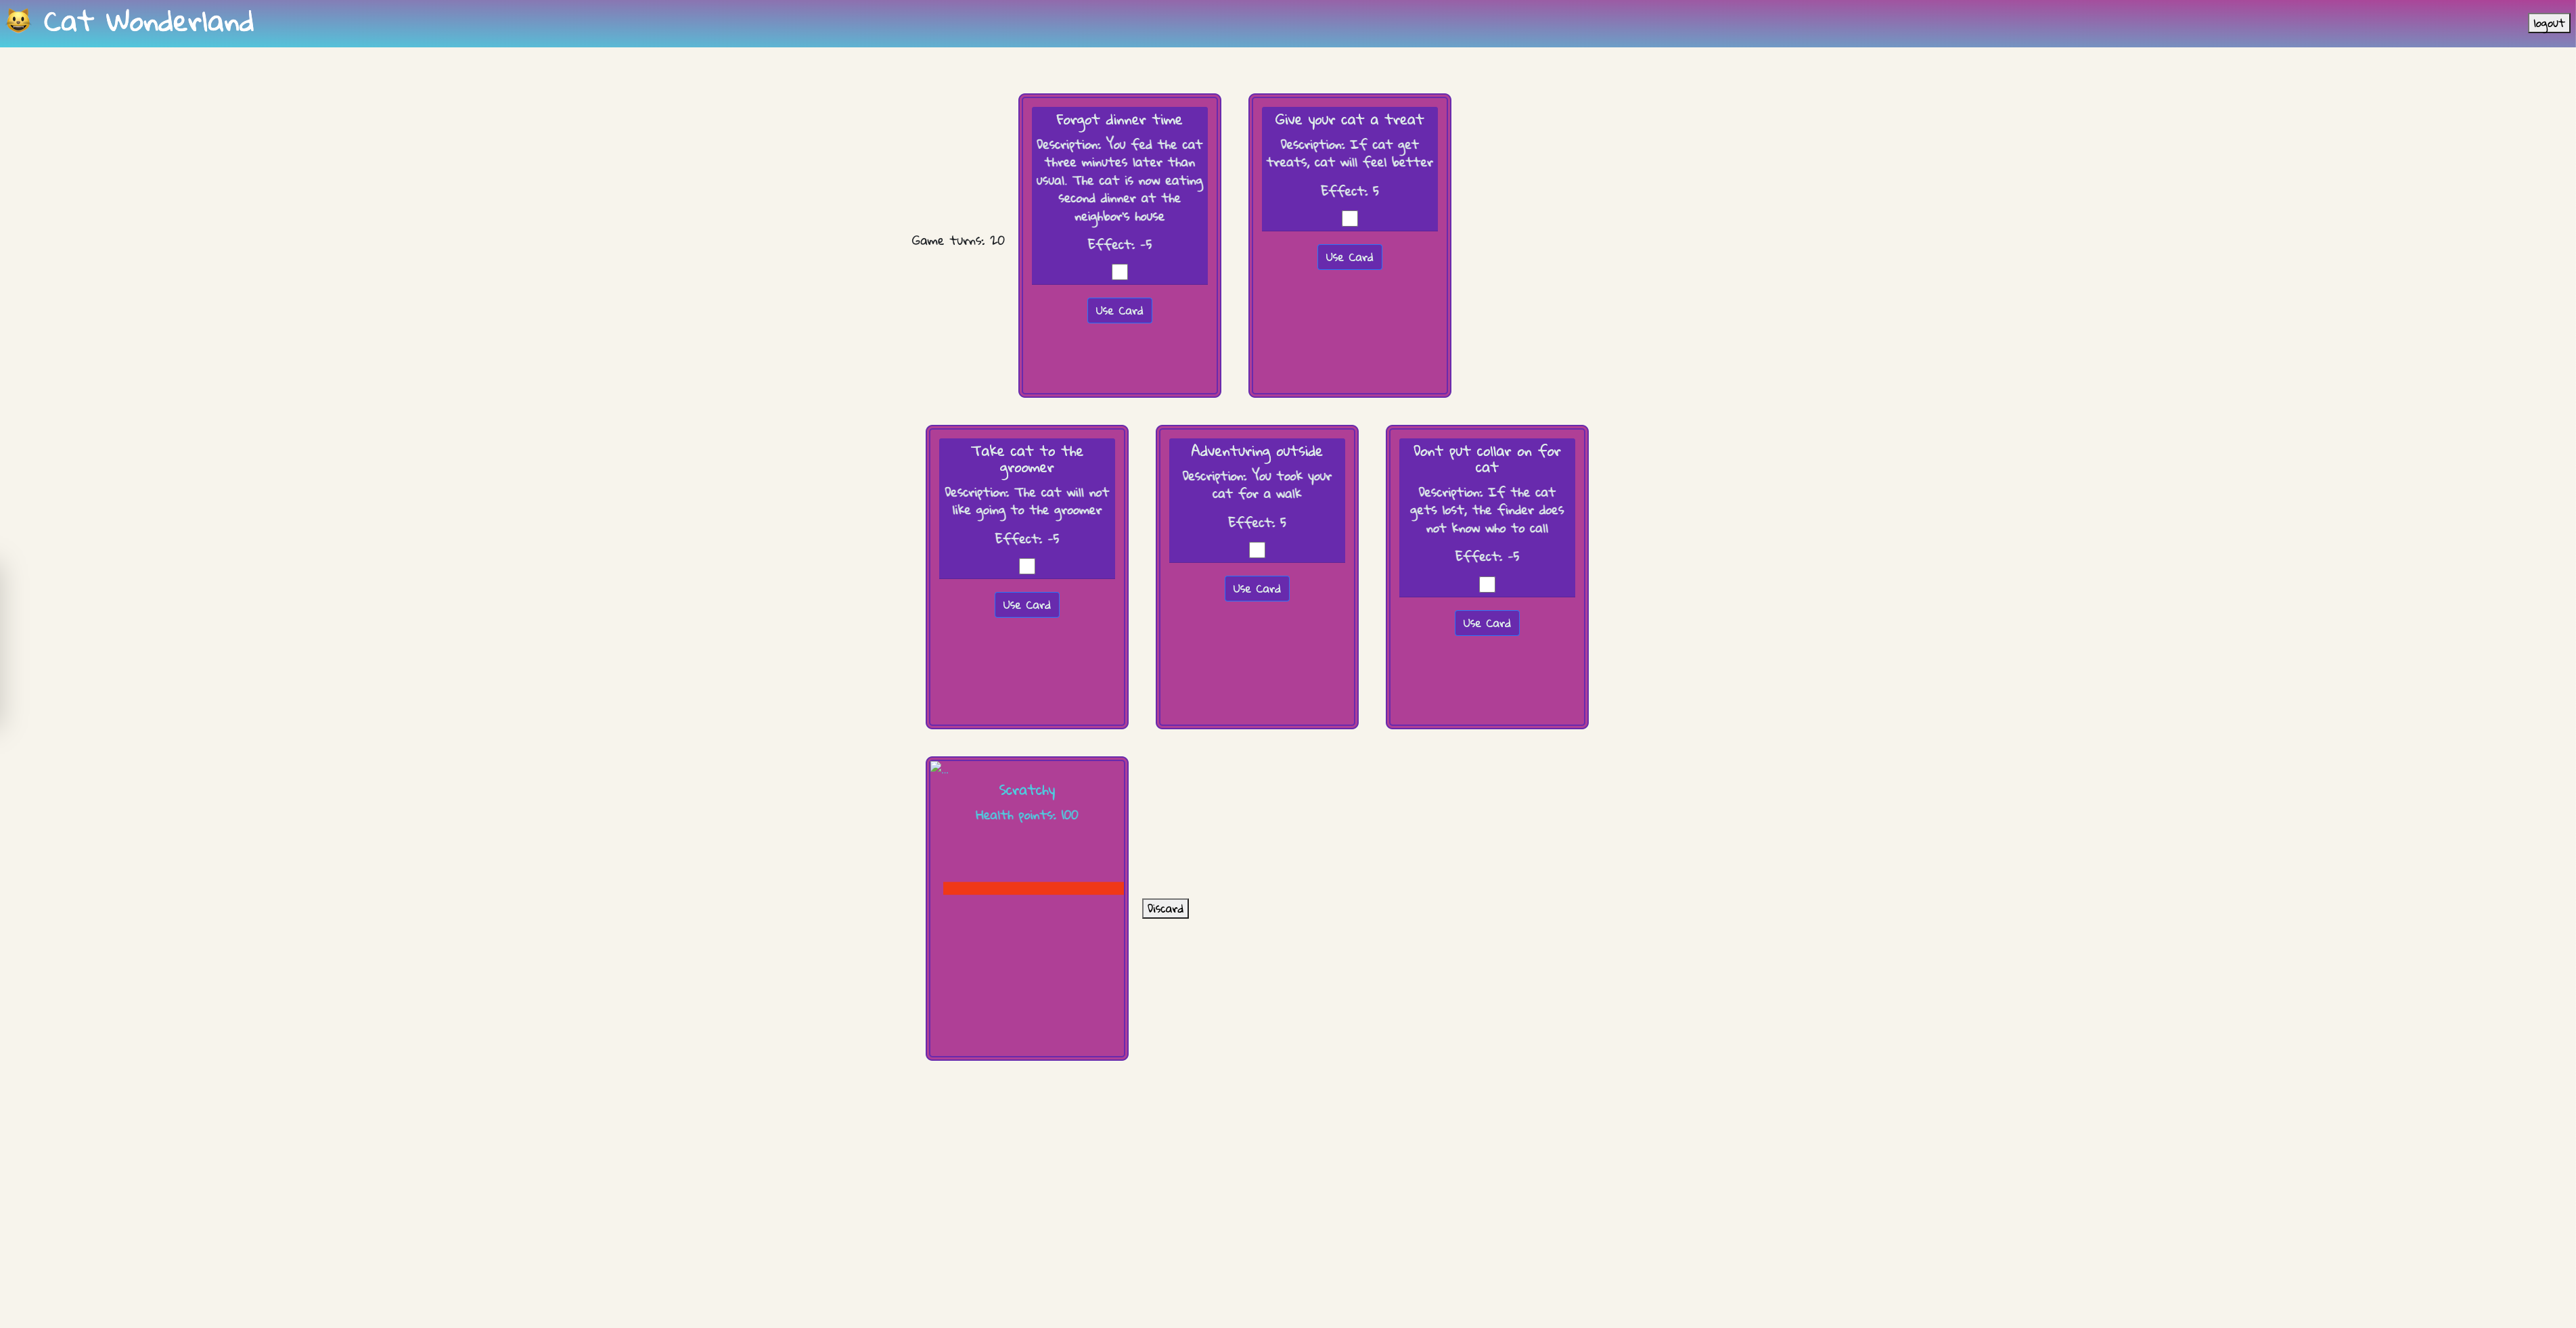 😺 Cat Wonderland
logout
Game turns: 20
Forgot dinner time
Description: You fed the cat
three minutes later than
usual. The cat is now eating
second dinner at the
neighbor's house
Effect: -5
Use Card
Give your cat a treat
Description: If cat get
treats, cat will feel better
Effect: 5
Use Card
Take cat to the
groomer
Description: The cat will not
like going to the groomer
Effect: -5
Use Card
Adventuring outside
Description: You took your
cat for a walk
Effect: 5
Use Card
Dont put collar on for
cat
Description: If the cat
gets lost, the finder does
not know who to call
Effect: -5
Use Card
...
Scratchy
Health points: 100
Discard